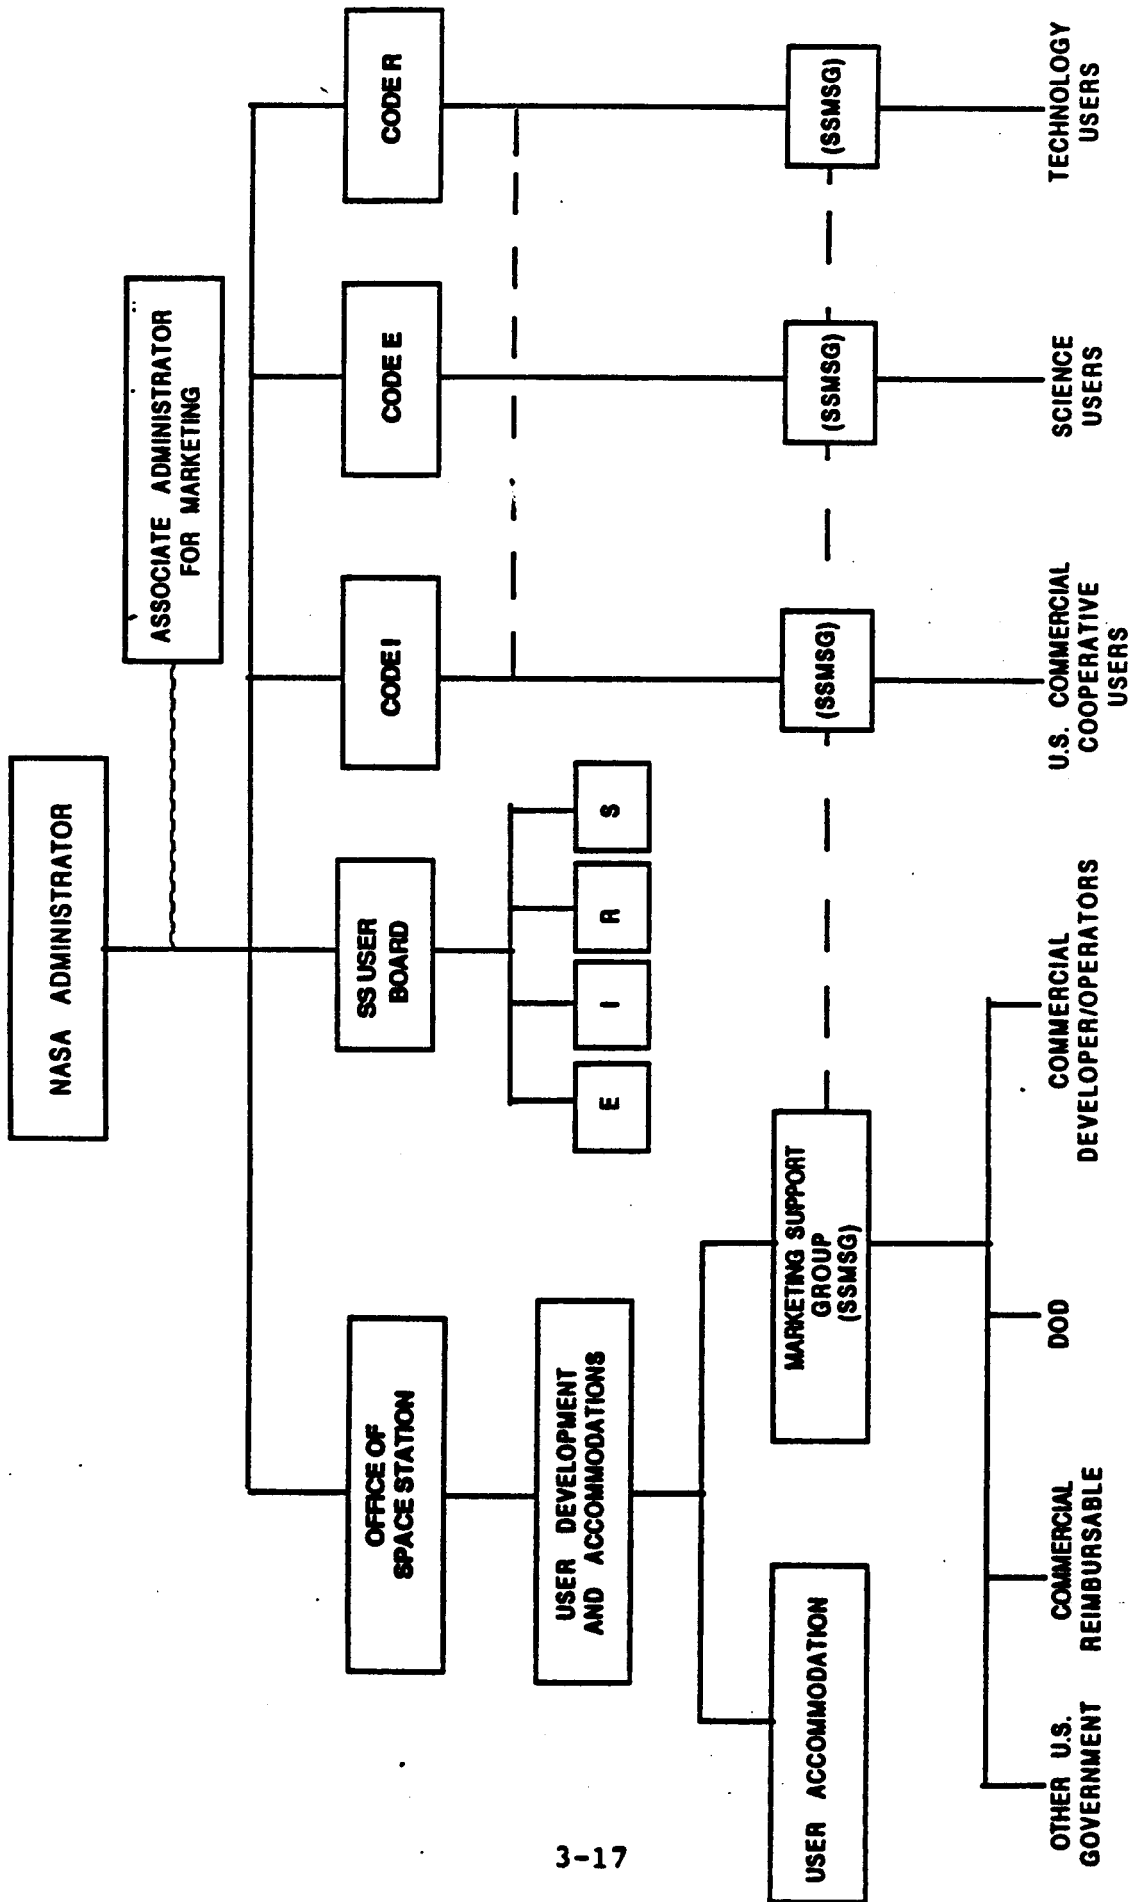 NASA ADMINISTRATOR
ASSOCIATE ADMINISTRATOR
FOR MARKETING
OFFICE OF
SPACE STATION
SS USER
BOARD
CODE I
CODE E
CODE R
USER DEVELOPMENT
AND ACCOMMODATIONS
E
I
R
S
USER ACCOMMODATION
MARKETING SUPPORT
GROUP
(SSMSG)
(SSMSG)
(SSMSG)
(SSMSG)
OTHER U.S.
GOVERNMENT
COMMERCIAL
REIMBURSABLE
DOD
COMMERCIAL
DEVELOPER/OPERATORS
U.S. COMMERCIAL
COOPERATIVE
USERS
SCIENCE
USERS
TECHNOLOGY
USERS
3-17